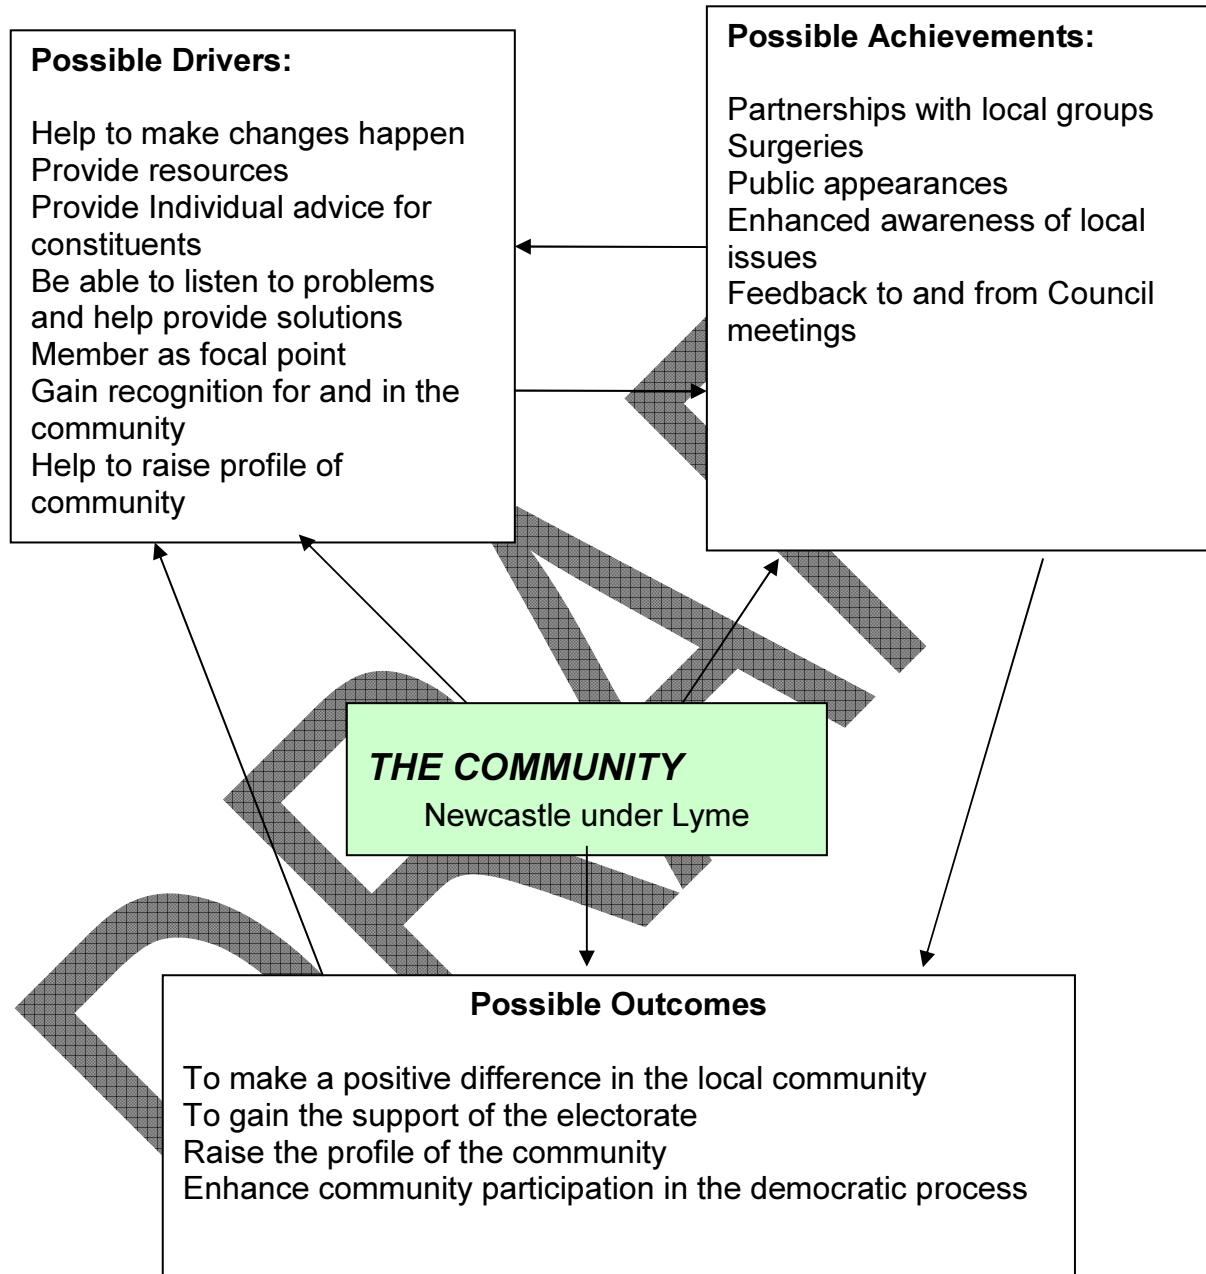 Possible Drivers:
Help to make changes happen
Provide resources
Provide Individual advice for
constituents
Be able to listen to problems
and help provide solutions
Member as focal point
Gain recognition for and in the
community
Help to raise profile of
community
Possible Achievements:
Partnerships with local groups
Surgeries
Public appearances
Enhanced awareness of local
issues
Feedback to and from Council
meetings
THE COMMUNITY
Newcastle under Lyme
Possible Outcomes
To make a positive difference in the local community
To gain the support of the electorate
Raise the profile of the community
Enhance community participation in the democratic process
DRAFT